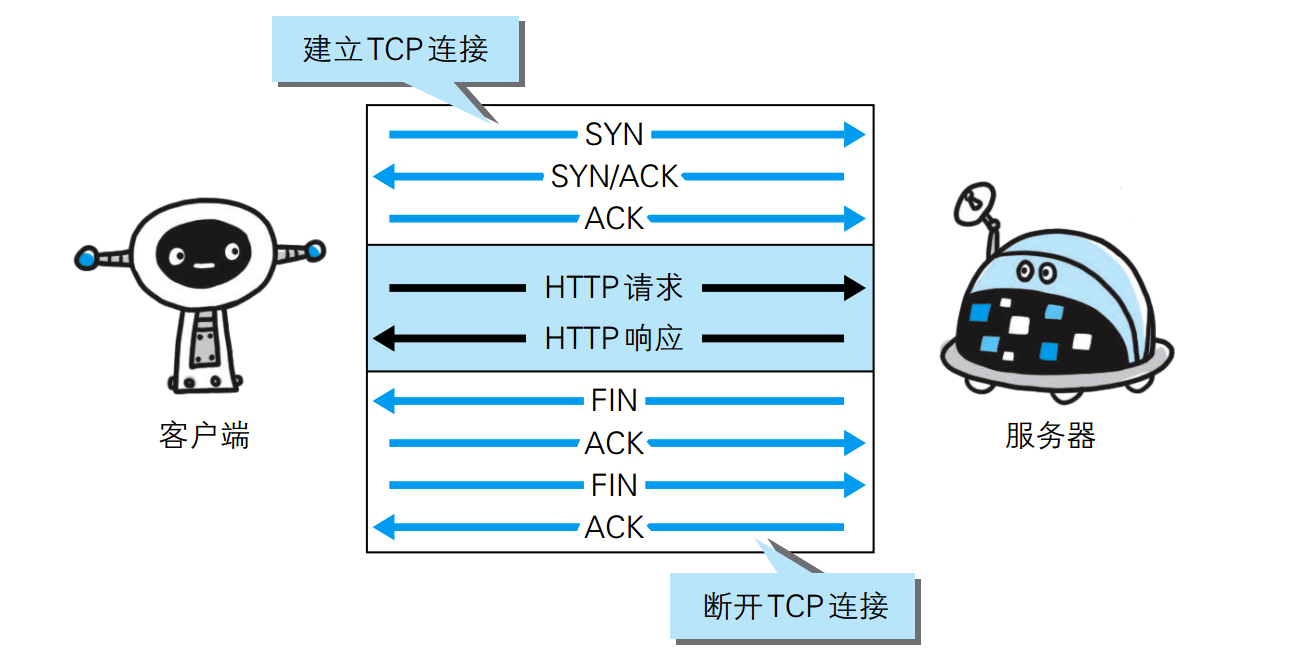 建立TCP连接
SYN
SYN/ACK
ACK
HTTP请求
HTTP响应
FIN
ACK
FIN
ACK
客户端
服务器
断开TCP连接